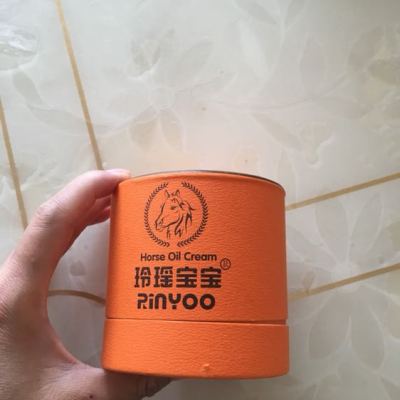 Horse Oil Cream
玲瑶宝宝®
RiNYOO